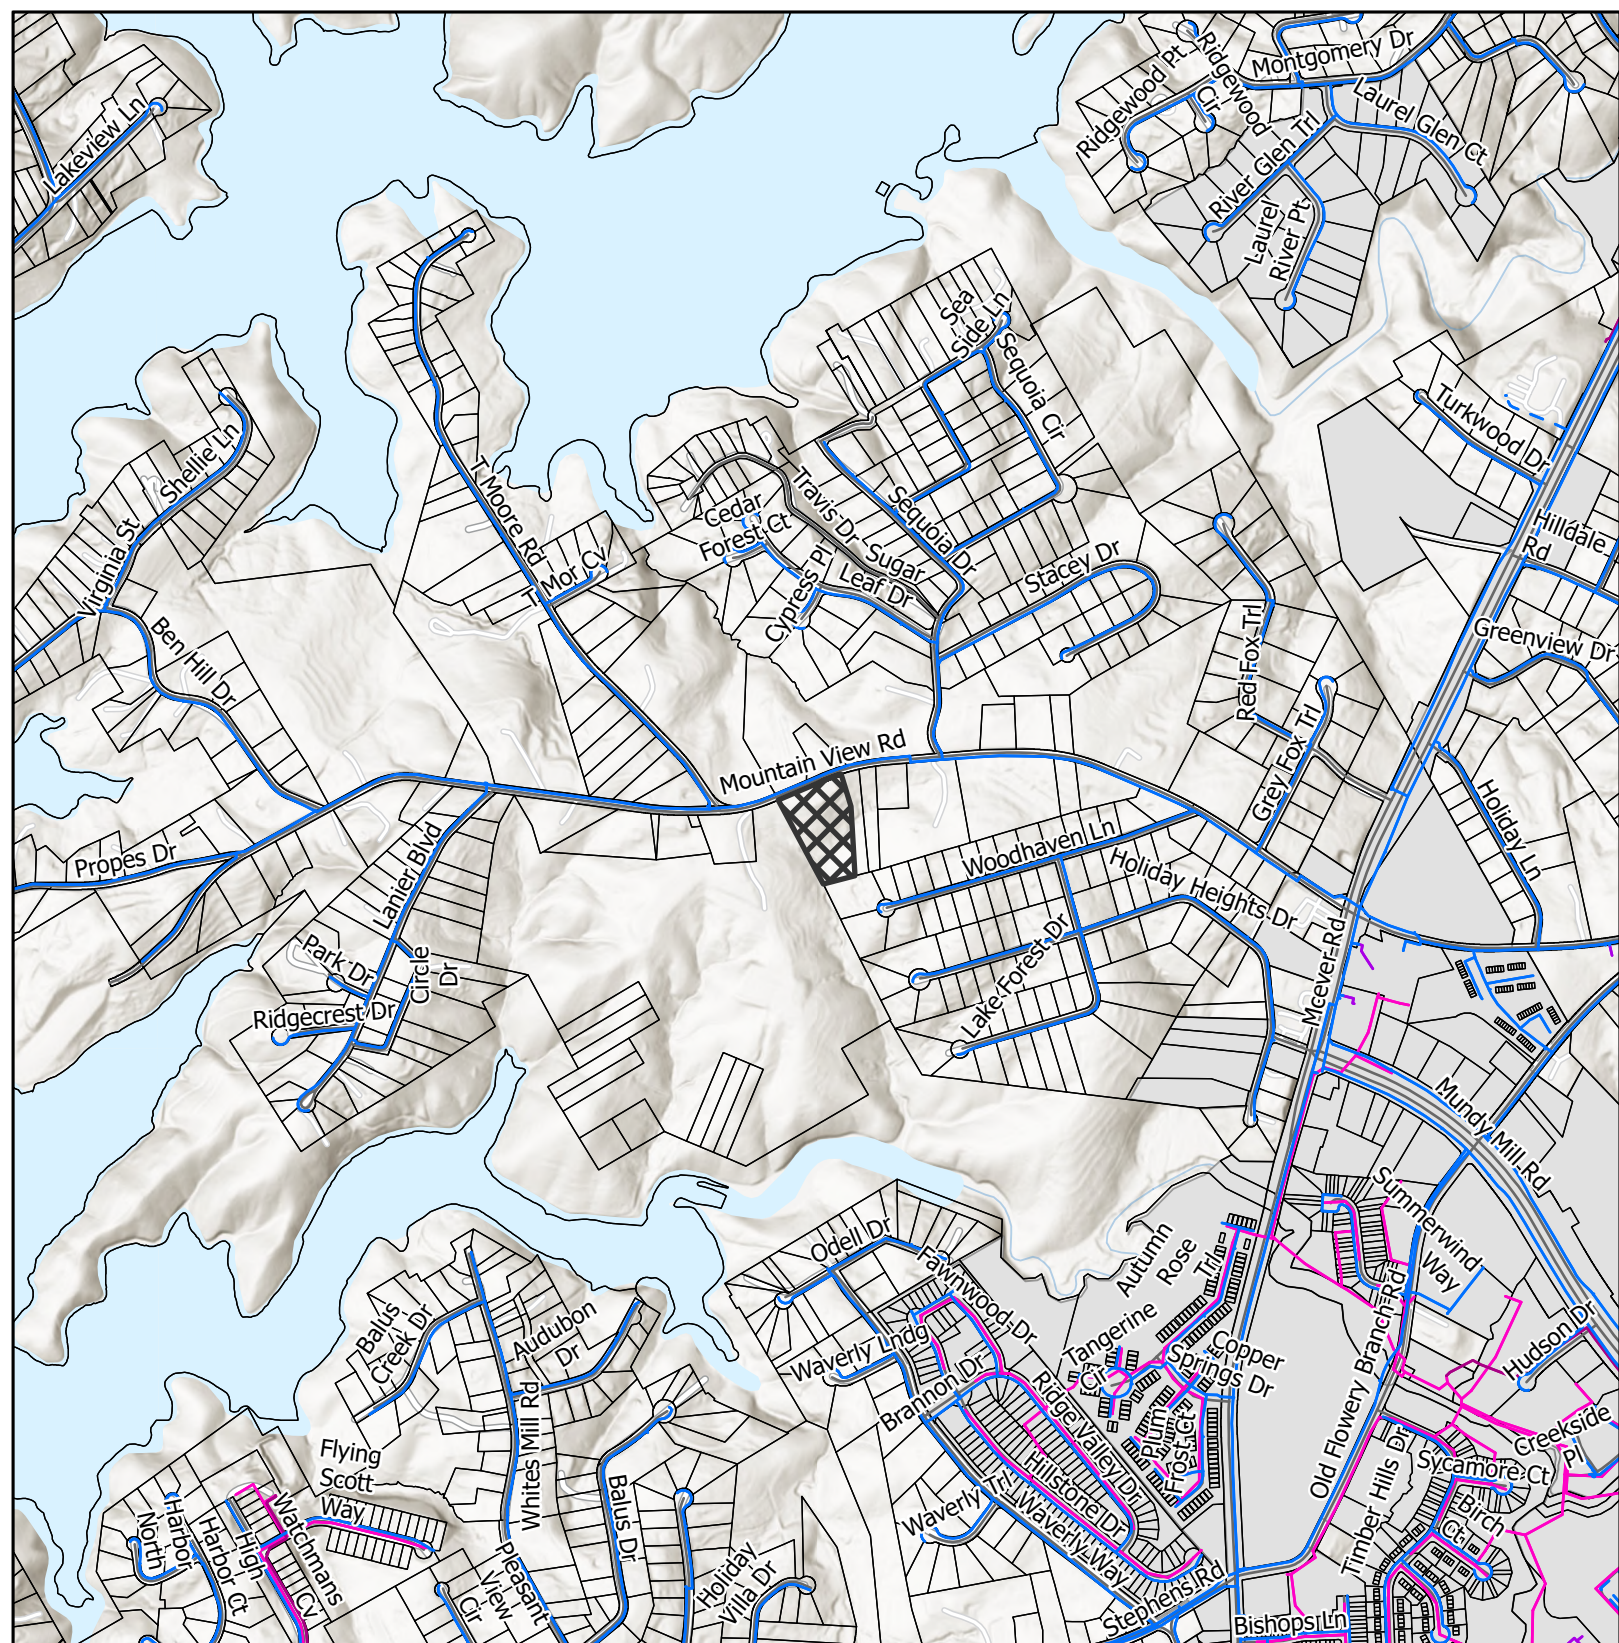 Lakeview Ln
Ridgewood Pt
Ridgewood
Cir
Montgomery Dr
Laurel Glen Ct
River Glen Trl
Laurel
River Pt
Sea
Side Ln
Sequoia Cir
Turkwood Dr
Shellie Ln
T Moore Rd
Travis Dr
Sequoia Dr
Cedar
Forest Ct
Sugar
Leaf Dr
Cypress Pl
Stacey Dr
Hilldale
Rd
Virginia St
T Mor Cv
Ben Hill Dr
Red Fox Trl
Greenview Dr
Grey Fox Trl
Mountain View Rd
Holiday Ln
Propes Dr
Lanier Blvd
Woodhaven Ln
Holiday Heights Dr
Park Dr
Circle
Dr
Ridgecrest Dr
Lake Forest Dr
Mcever Rd
Mundy Mill Rd
Summerwind
Way
Autumn
Rose
Trl
Odell Dr
Fawnwood Dr
Balus
Creek Dr
Audubon
Dr
Waverly Lndg
Brannon Dr
Tangerine
Cir
Copper
Springs Dr
Old Flowery Branch Rd
Hudson Dr
Whites Mill Rd
Ridge Valley Dr
Plum
Frost Ct
Creekside
Pl
Flying
Scott
Way
Balus Dr
Hillstone Dr
Waverly Trl
Waverly Way
Timber Hills Dr
Sycamore Ct
Birch
Ct
North
Harbor
Harbor Ct
High
Watchmans
Cv
Pleasant
View
Cir
Holiday
Villa Dr
Stephens Rd
Bishops Ln